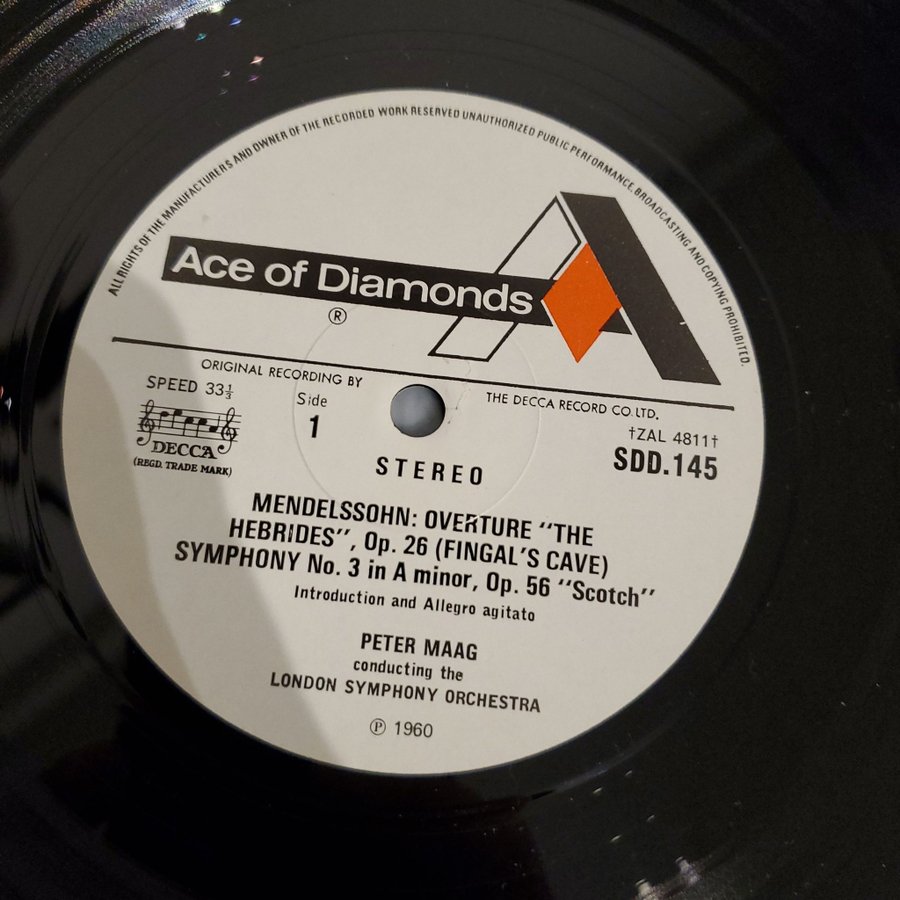 ALL RIGHTS OF THE MANUFACTURERS AND OWNER OF THE RECORDED WORK RESERVED UNAUTHORIZED PUBLIC PERFORMANCE, BROADCASTING AND COPYING PROHIBITED.
Ace of Diamonds
®
ORIGINAL RECORDING BY THE DECCA RECORD CO. LTD.
SPEED 33⅓
Side
1
†ZAL 4811†
SDD.145
DECCA
(REGD. TRADE MARK)
STEREO
MENDELSSOHN: OVERTURE "THE
HEBRIDES", Op. 26 (FINGAL'S CAVE)
SYMPHONY No. 3 in A minor, Op. 56 "Scotch"
Introduction and Allegro agitato
PETER MAAG
conducting the
LONDON SYMPHONY ORCHESTRA
℗ 1960